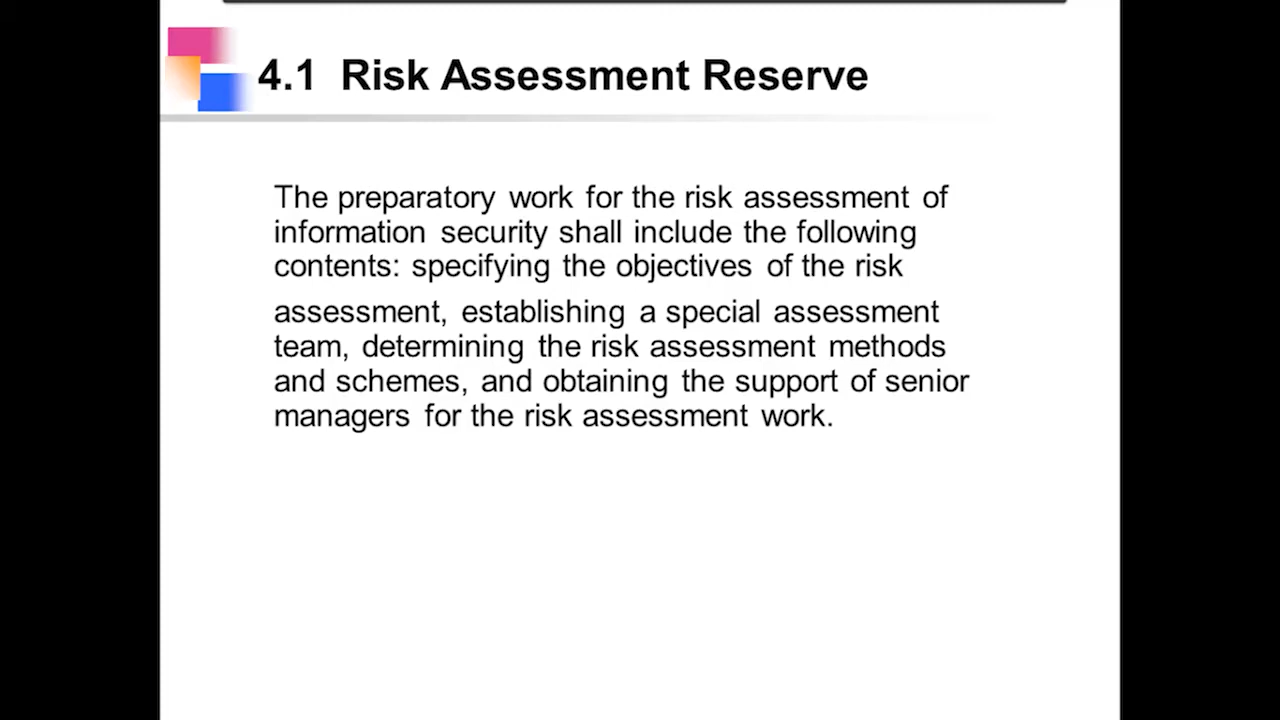 4.1 Risk Assessment Reserve
The preparatory work for the risk assessment of
information security shall include the following
contents: specifying the objectives of the risk
assessment, establishing a special assessment
team, determining the risk assessment methods
and schemes, and obtaining the support of senior
managers for the risk assessment work.